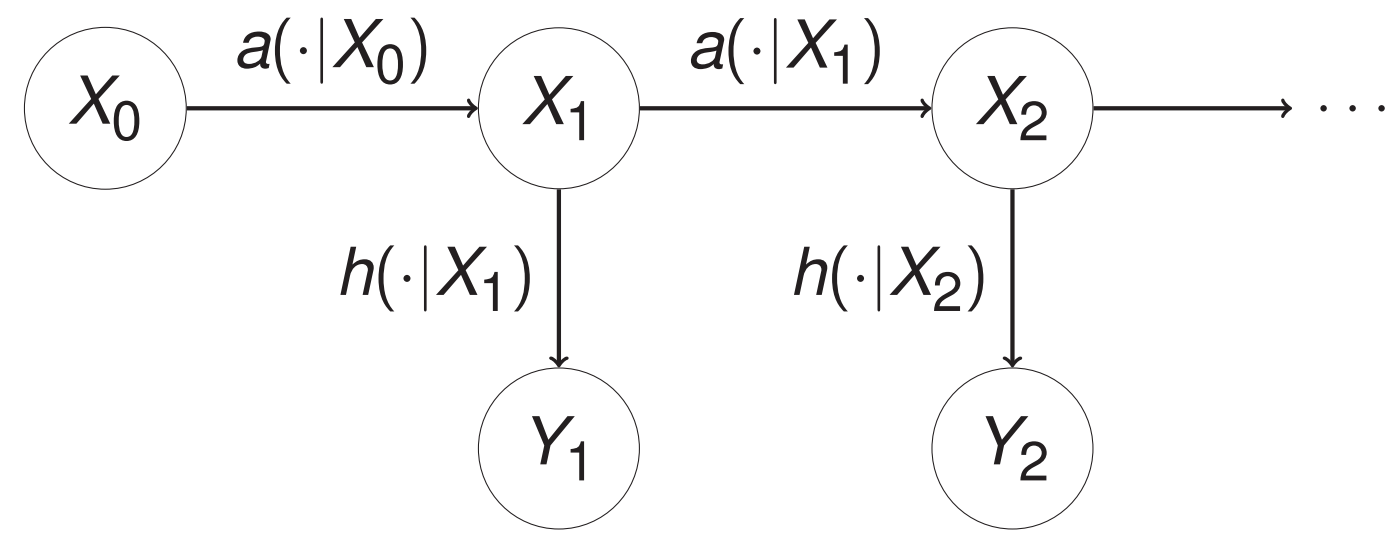 a(·|X₀) a(·|X₁)
X₀ X₁ X₂ ···
h(·|X₁) h(·|X₂)
Y₁ Y₂